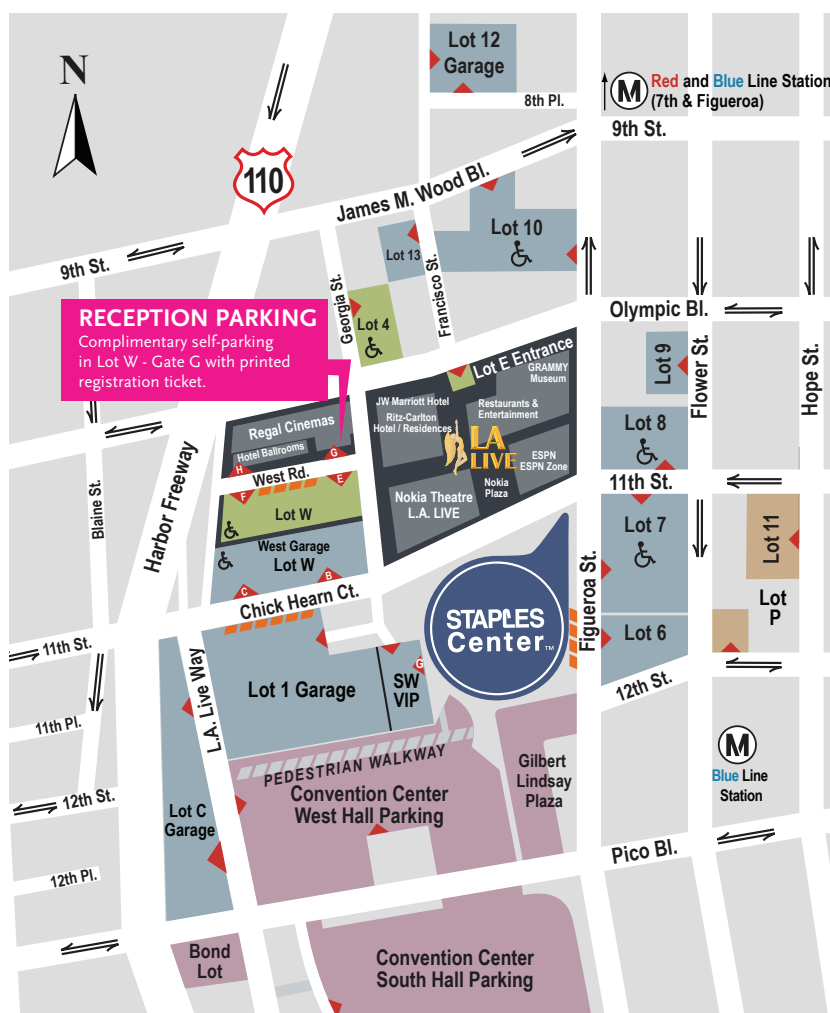 Lot 12
Garage
N
8th Pl.
M
Red and Blue Line Station
(7th & Figueroa)
9th St.
110
James M. Wood Bl.
Lot 10
Lot 13
9th St.
Georgia St.
Francisco St.
Lot 4
Olympic Bl.
Flower St.
Hope St.
RECEPTION PARKING
Complimentary self-parking
in Lot W - Gate G with printed
registration ticket.
Lot E Entrance
GRAMMY
Museum
Lot 9
JW Marriott Hotel
Ritz-Carlton
Hotel / Residences
Restaurants &
Entertainment
Regal Cinemas
Hotel Ballrooms
LA
LIVE
ESPN
ESPN Zone
Lot 8
G
H
West Rd.
E
F
Nokia
Plaza
Nokia Theatre
L.A. LIVE
11th St.
Blaine St.
Harbor Freeway
Lot W
West Garage
Lot W
Lot 7
Lot 11
B
C
Chick Hearn Ct.
Lot
P
STAPLES
Center™
Figueroa St.
Lot 6
11th St.
L.A. Live Way
Lot 1 Garage
G
SW
VIP
12th St.
11th Pl.
M
Blue Line
Station
PEDESTRIAN WALKWAY
Gilbert
Lindsay
Plaza
Convention Center
West Hall Parking
12th St.
Lot C
Garage
Pico Bl.
12th Pl.
Bond
Lot
Convention Center
South Hall Parking